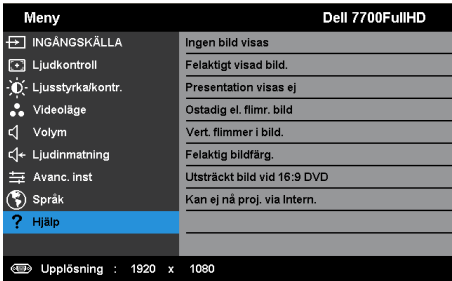 Meny Dell 7700FullHD
INGÅNGSKÄLLA Ingen bild visas
Ljudkontroll Felaktigt visad bild.
Ljusstyrka/kontr. Presentation visas ej
Videoläge Ostadig el. flimr. bild
Volym Vert. flimmer i bild.
Ljudinmatning Felaktig bildfärg.
Avanc. inst Utsträckt bild vid 16:9 DVD
Språk Kan ej nå proj. via Intern.
? Hjälp
Upplösning : 1920 x 1080